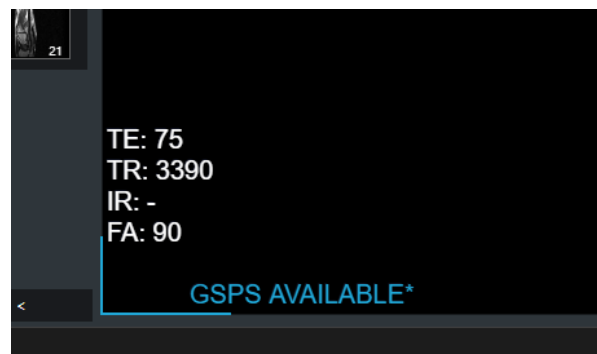 21
TE: 75
TR: 3390
IR: -
FA: 90
GSPS AVAILABLE*
<